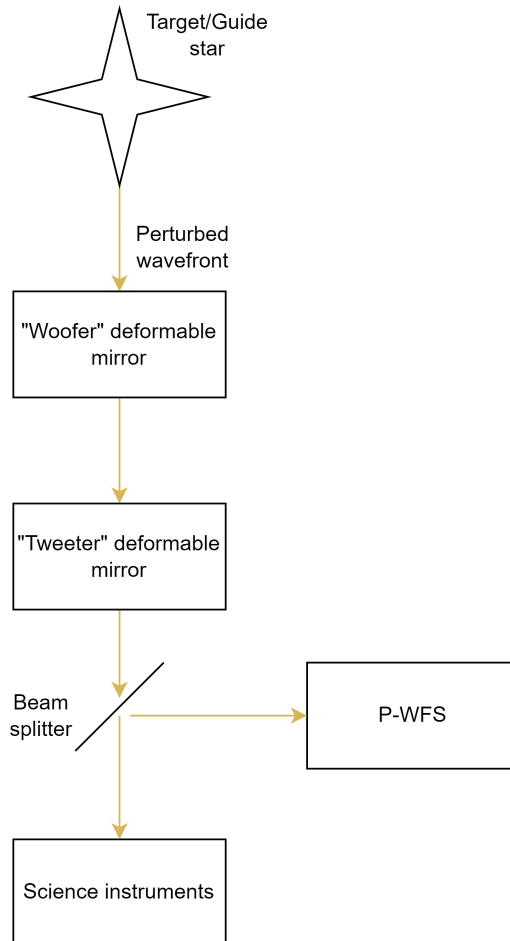 Target/Guide
star
Perturbed
wavefront
"Woofer" deformable
mirror
"Tweeter" deformable
mirror
Beam
splitter
P-WFS
Science instruments